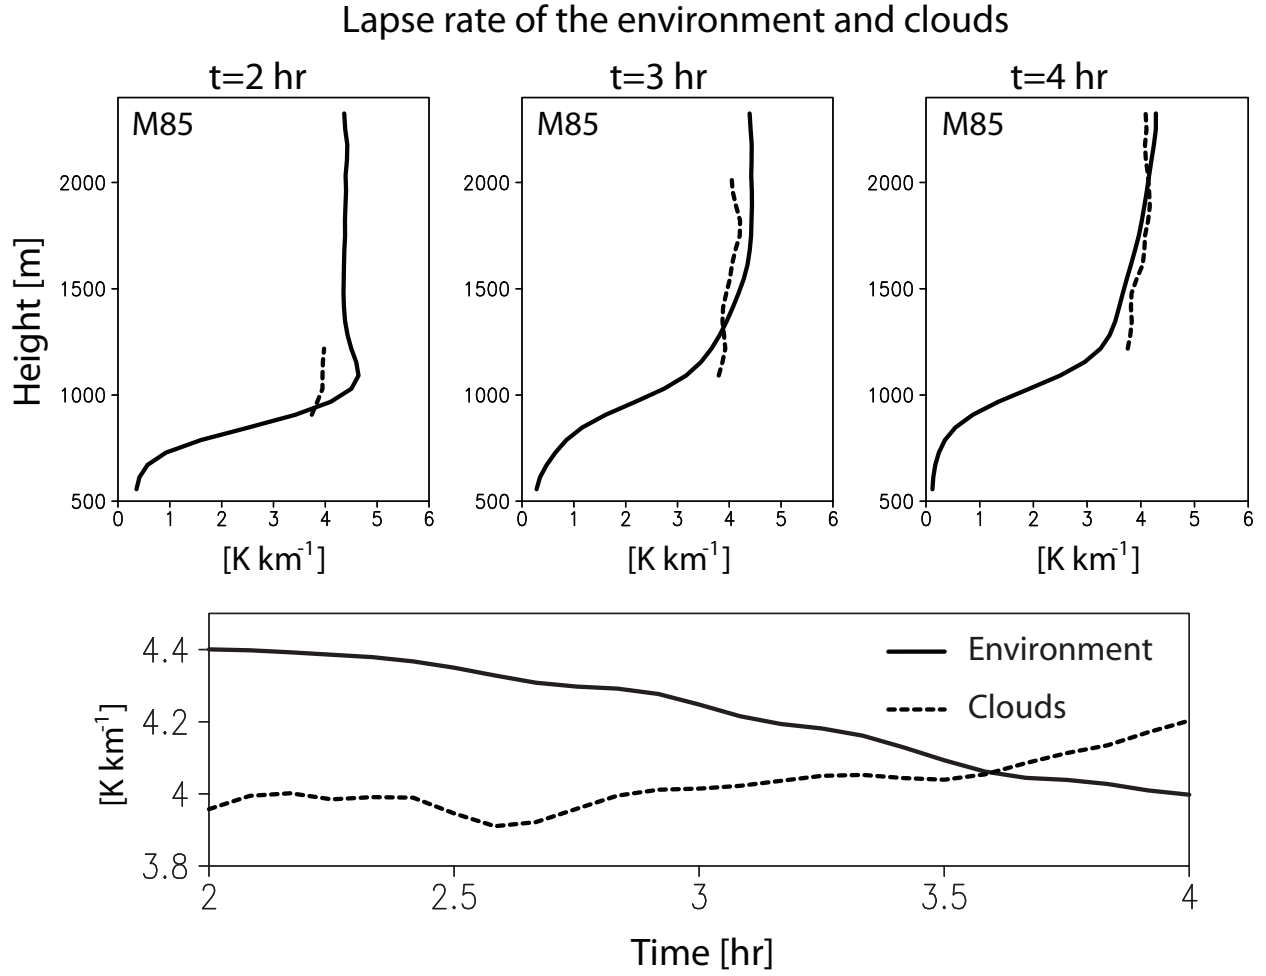 Lapse rate of the environment and clouds
t=2 hr t=3 hr t=4 hr
M85 M85 M85
2000 2000 2000
1500 1500 1500
1000 1000 1000
500 500 500
Height [m]
0 1 2 3 4 5 6 0 1 2 3 4 5 6 0 1 2 3 4 5 6
[K km⁻¹] [K km⁻¹] [K km⁻¹]
4.4
4.2
4
3.8
[K km⁻¹]
Environment
Clouds
2 2.5 3 3.5 4
Time [hr]